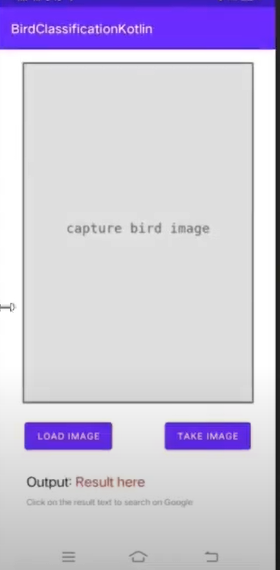 BirdClassificationKotlin
capture bird image
LOAD IMAGE
TAKE IMAGE
Output: Result here
Click on the result text to search on Google